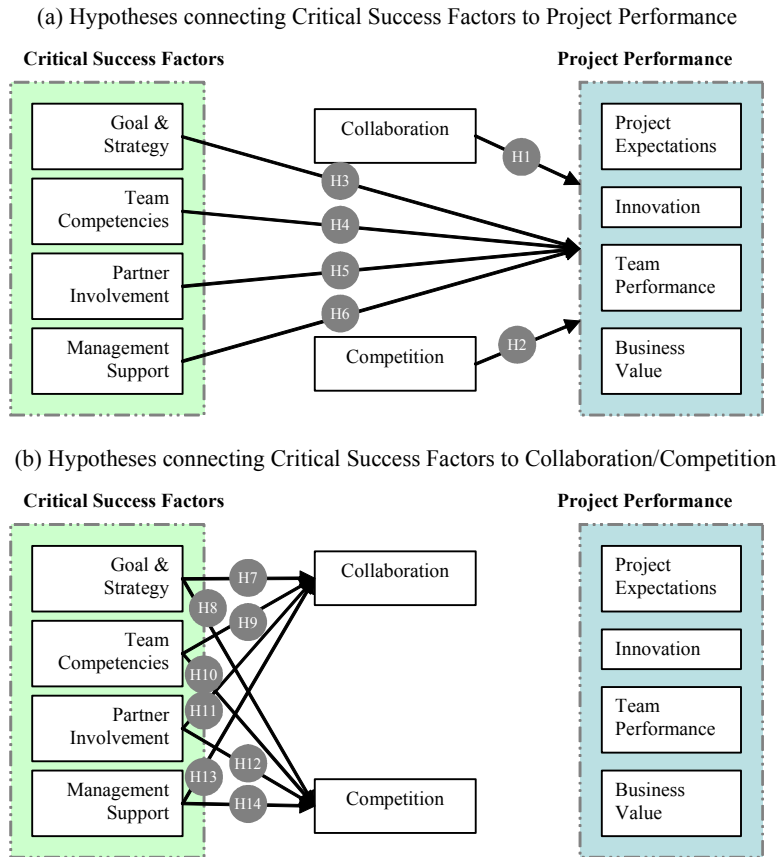 (a) Hypotheses connecting Critical Success Factors to Project Performance
Critical Success Factors
Project Performance
Goal &
Strategy
Team
Competencies
Partner
Involvement
Management
Support
Collaboration
Competition
H1
H3
H4
H5
H6
H2
Project
Expectations
Innovation
Team
Performance
Business
Value
(b) Hypotheses connecting Critical Success Factors to Collaboration/Competition
Critical Success Factors
Project Performance
Goal &
Strategy
Team
Competencies
Partner
Involvement
Management
Support
H7
H8
H9
H10
H11
H12
H13
H14
Collaboration
Competition
Project
Expectations
Innovation
Team
Performance
Business
Value